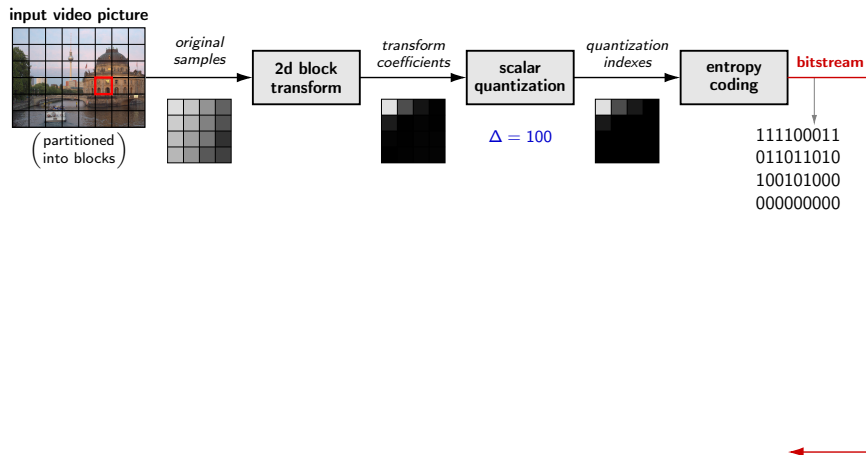 input video picture
(partitioned
into blocks)
original
samples
2d block
transform
transform
coefficients
scalar
quantization
Δ = 100
quantization
indexes
entropy
coding
bitstream
111100011
011011010
100101000
000000000